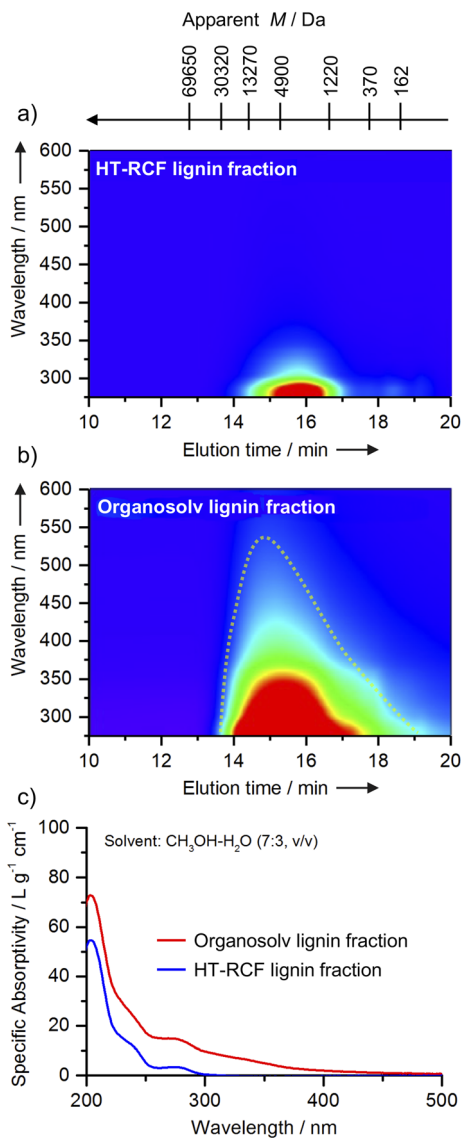 Apparent M / Da
69650
30320
13270
4900
1220
370
162
a)
HT-RCF lignin fraction
Wavelength / nm
600
550
500
450
400
350
300
10 12 14 16 18 20
Elution time / min
b)
Organosolv lignin fraction
Wavelength / nm
600
550
500
450
400
350
300
10 12 14 16 18 20
Elution time / min
c)
Solvent: CH₃OH-H₂O (7:3, v/v)
Organosolv lignin fraction
HT-RCF lignin fraction
Specific Absorptivity / L g⁻¹ cm⁻¹
100
80
60
40
20
0
200 300 400 500
Wavelength / nm